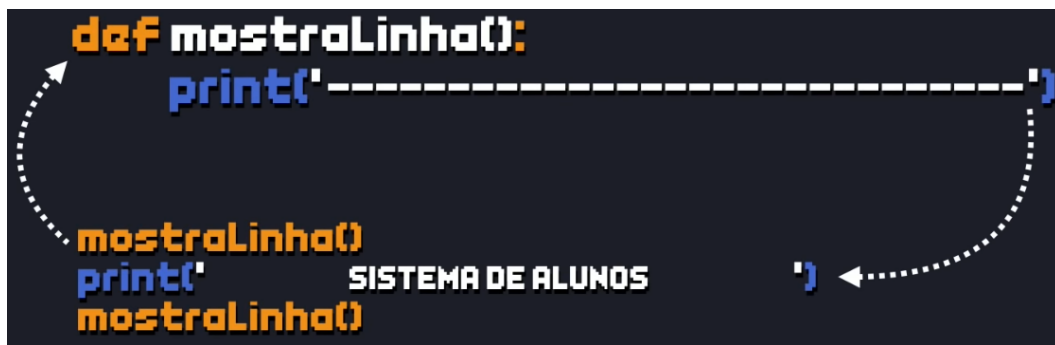 def mostraLinha():
print('------------------------------')
mostraLinha()
print('            SISTEMA DE ALUNOS            ')
mostraLinha()